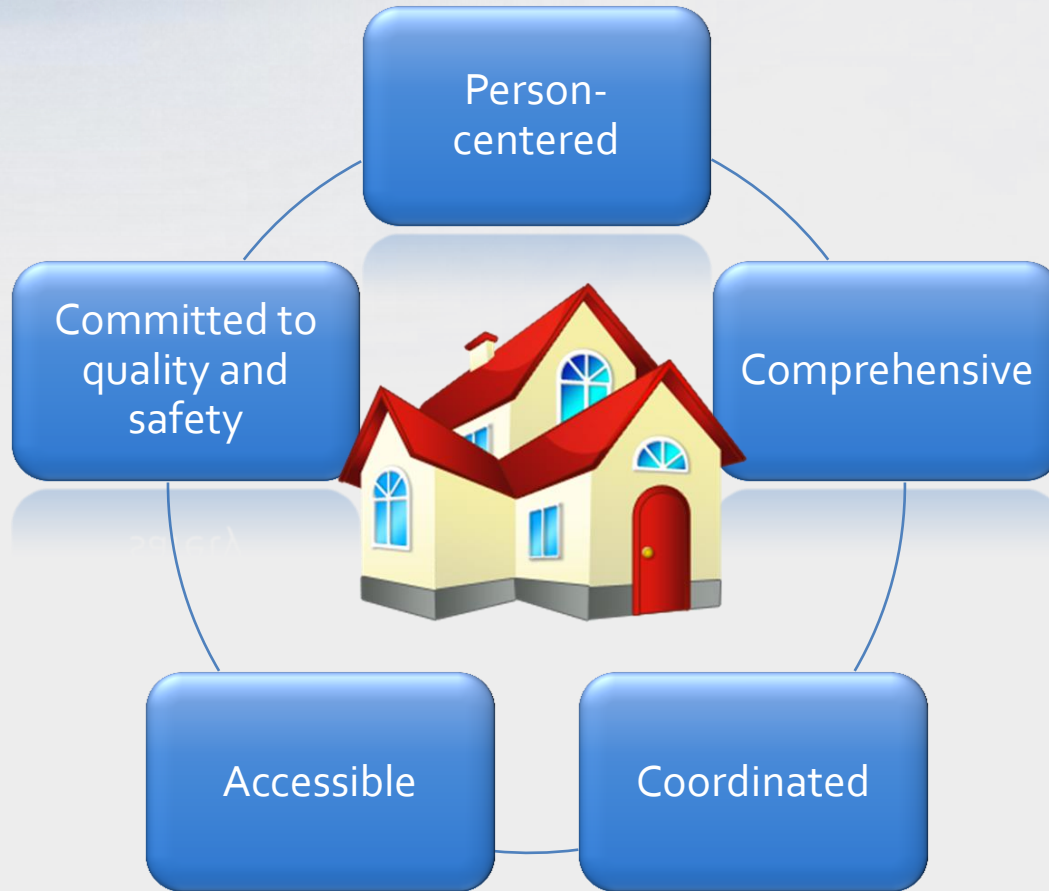 Person-
centered
Comprehensive
Coordinated
Accessible
Committed to
quality and
safety